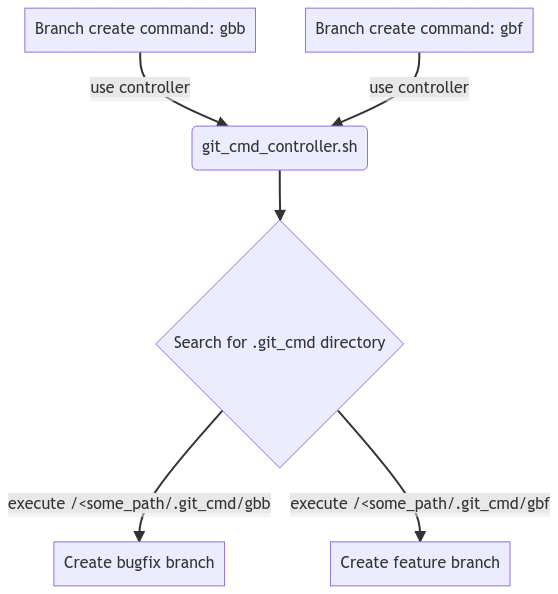 Branch create command: gbb
Branch create command: gbf
use controller
use controller
git_cmd_controller.sh
Search for .git_cmd directory
execute /<some_path/.git_cmd/gbb
execute /<some_path/.git_cmd/gbf
Create bugfix branch
Create feature branch